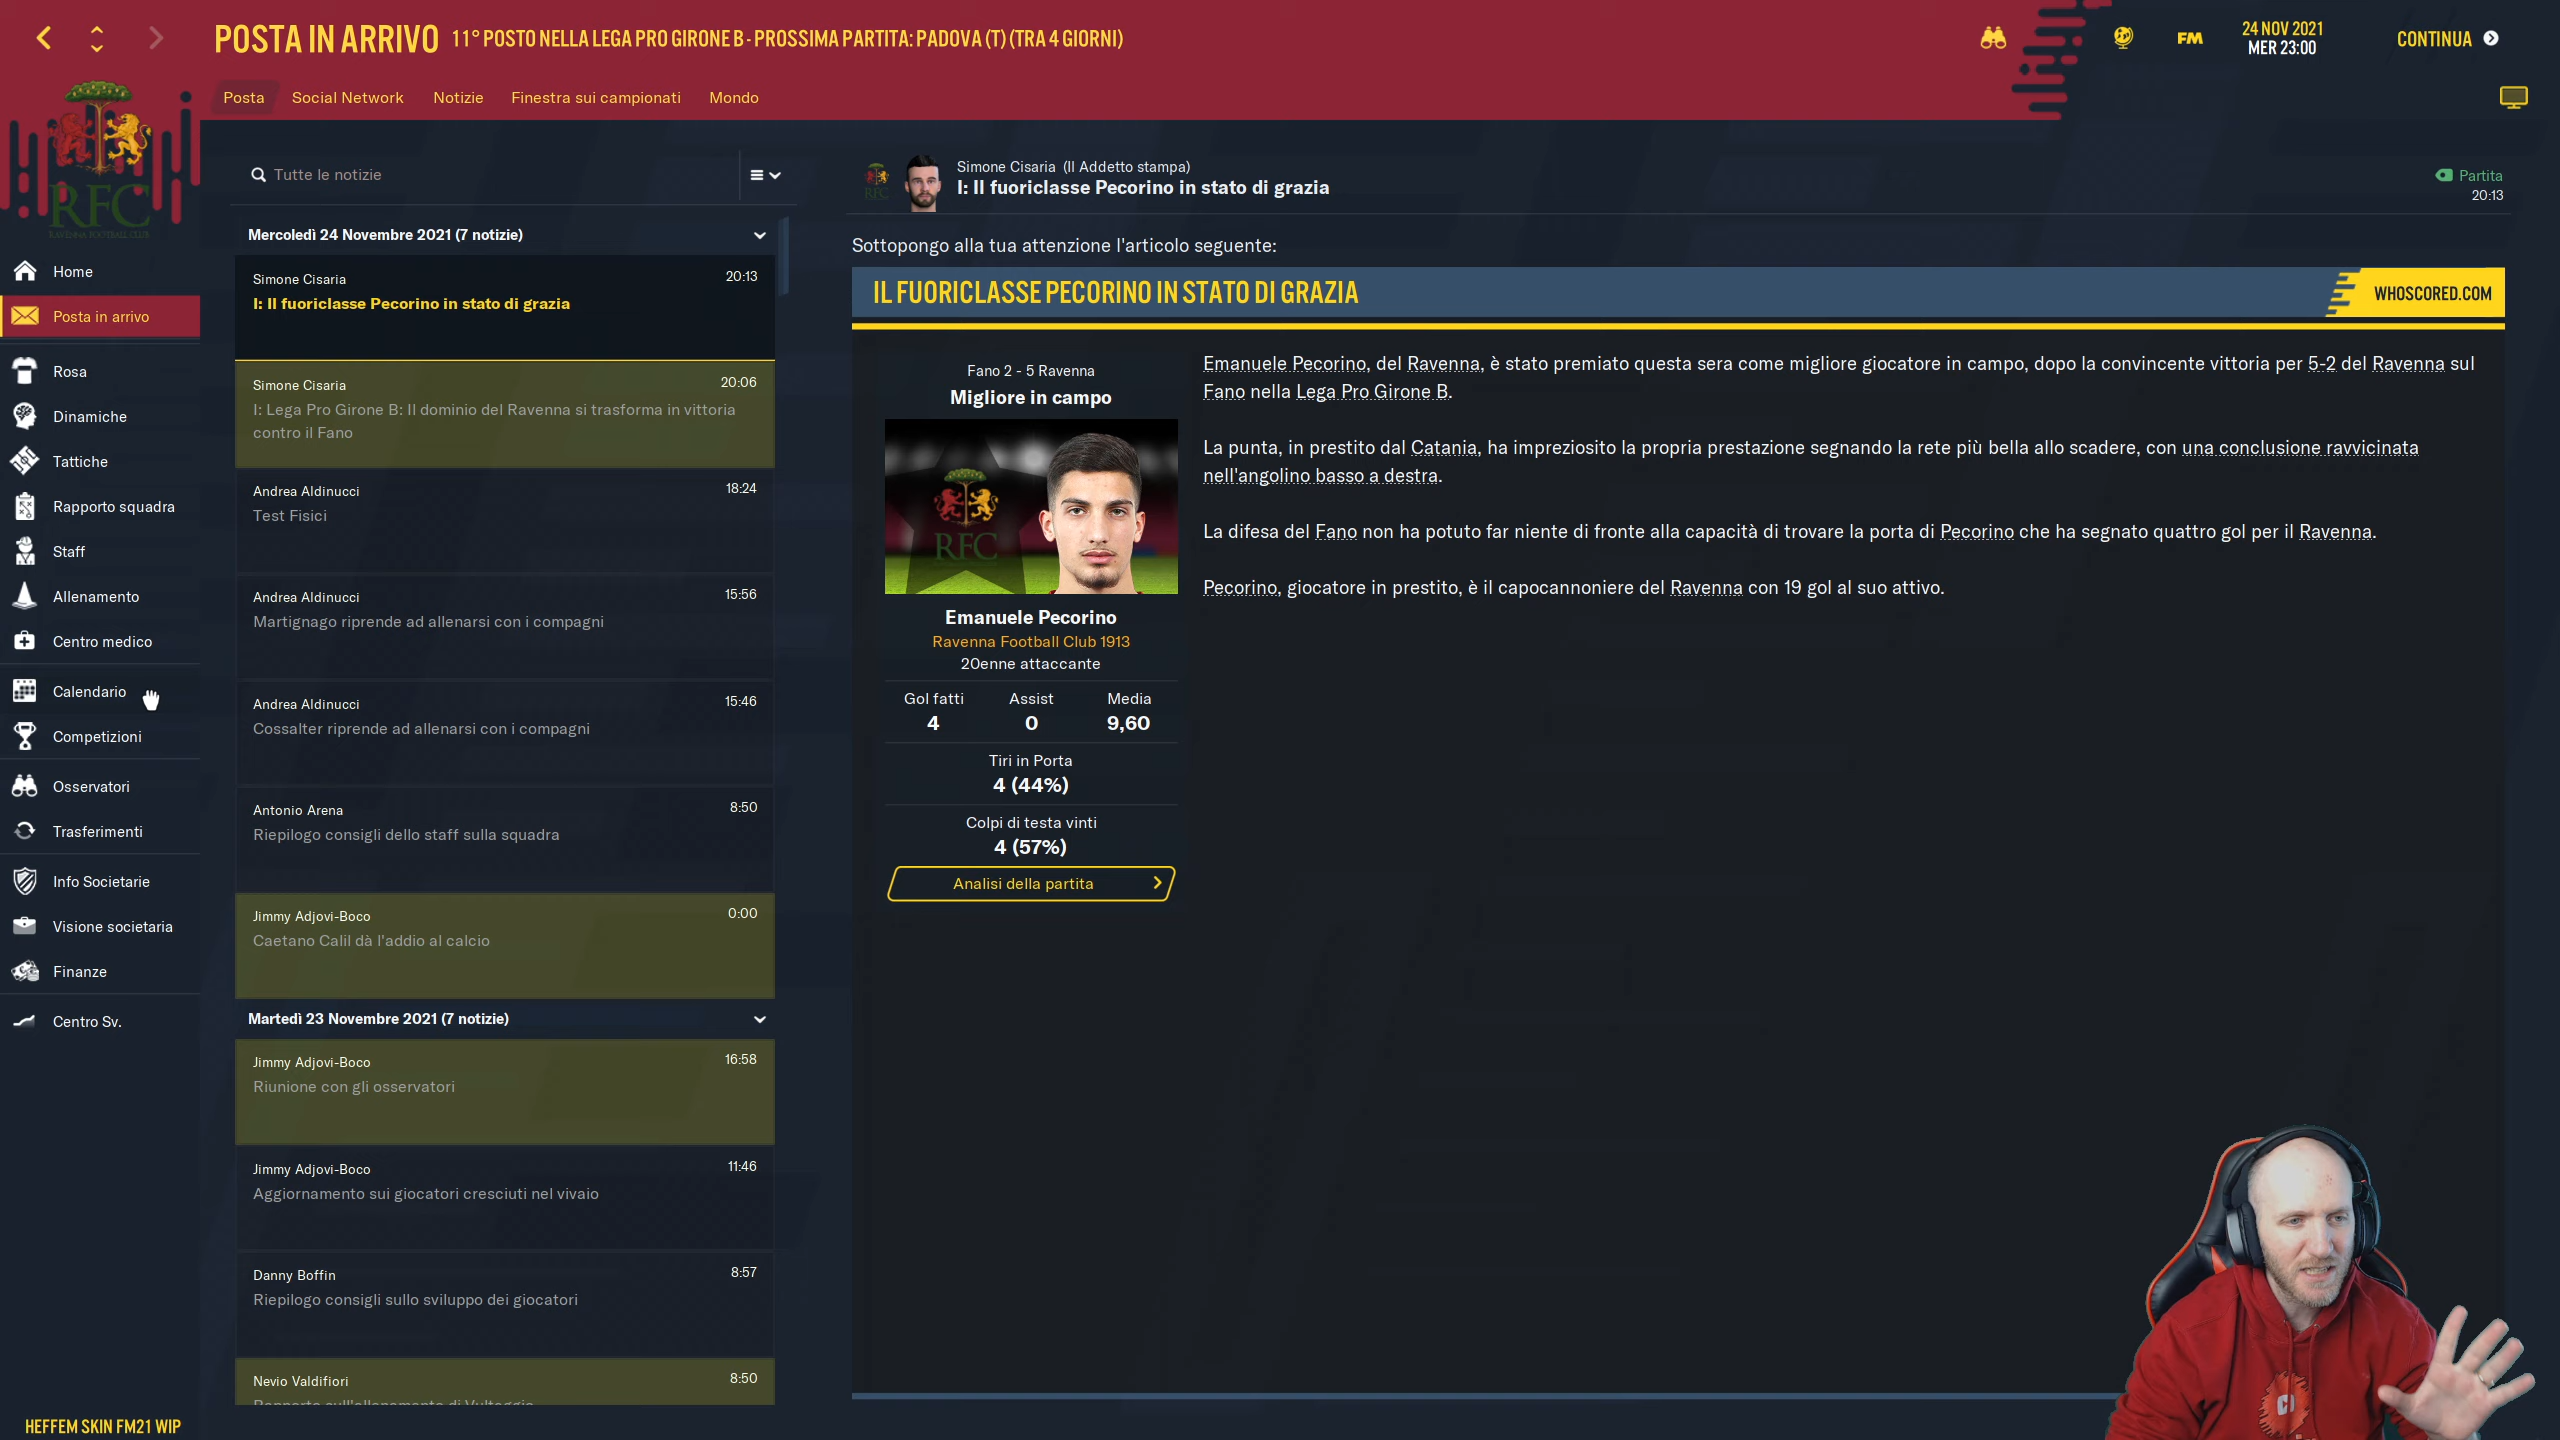 POSTA IN ARRIVO
11° POSTO NELLA LEGA PRO GIRONE B - PROSSIMA PARTITA: PADOVA (T) (TRA 4 GIORNI)
FM
24 NOV 2021
MER 23:00
CONTINUA
Posta
Social Network
Notizie
Finestra sui campionati
Mondo
RFC
RAVENNA FOOTBALL CLUB
Home
Posta in arrivo
Rosa
Dinamiche
Tattiche
Rapporto squadra
Staff
Allenamento
Centro medico
Calendario
Competizioni
Osservatori
Trasferimenti
Info Societarie
Visione societaria
Finanze
Centro Sv.
HEFFEM SKIN FM21 WIP
Tutte le notizie
Mercoledì 24 Novembre 2021 (7 notizie)
Simone Cisaria
20:13
I: Il fuoriclasse Pecorino in stato di grazia
Simone Cisaria
20:06
I: Lega Pro Girone B: Il dominio del Ravenna si trasforma in vittoria
contro il Fano
Andrea Aldinucci
18:24
Test Fisici
Andrea Aldinucci
15:56
Martignago riprende ad allenarsi con i compagni
Andrea Aldinucci
15:46
Cossalter riprende ad allenarsi con i compagni
Antonio Arena
8:50
Riepilogo consigli dello staff sulla squadra
Jimmy Adjovi-Boco
0:00
Caetano Calil dà l'addio al calcio
Martedì 23 Novembre 2021 (7 notizie)
Jimmy Adjovi-Boco
16:58
Riunione con gli osservatori
Jimmy Adjovi-Boco
11:46
Aggiornamento sui giocatori cresciuti nel vivaio
Danny Boffin
8:57
Riepilogo consigli sullo sviluppo dei giocatori
Nevio Valdifiori
8:50
RFC
Simone Cisaria (Il Addetto stampa)
I: Il fuoriclasse Pecorino in stato di grazia
Partita
20:13
Sottopongo alla tua attenzione l'articolo seguente:
IL FUORICLASSE PECORINO IN STATO DI GRAZIA
WHOSCORED.COM
Fano 2 - 5 Ravenna
Migliore in campo
RFC
Emanuele Pecorino
Ravenna Football Club 1913
20enne attaccante
Gol fatti
Assist
Media
4
0
9,60
Tiri in Porta
4 (44%)
Colpi di testa vinti
4 (57%)
Analisi della partita
Emanuele Pecorino, del Ravenna, è stato premiato questa sera come migliore giocatore in campo, dopo la convincente vittoria per 5-2 del Ravenna sul
Fano nella Lega Pro Girone B.
La punta, in prestito dal Catania, ha impreziosito la propria prestazione segnando la rete più bella allo scadere, con una conclusione ravvicinata
nell'angolino basso a destra.
La difesa del Fano non ha potuto far niente di fronte alla capacità di trovare la porta di Pecorino che ha segnato quattro gol per il Ravenna.
Pecorino, giocatore in prestito, è il capocannoniere del Ravenna con 19 gol al suo attivo.